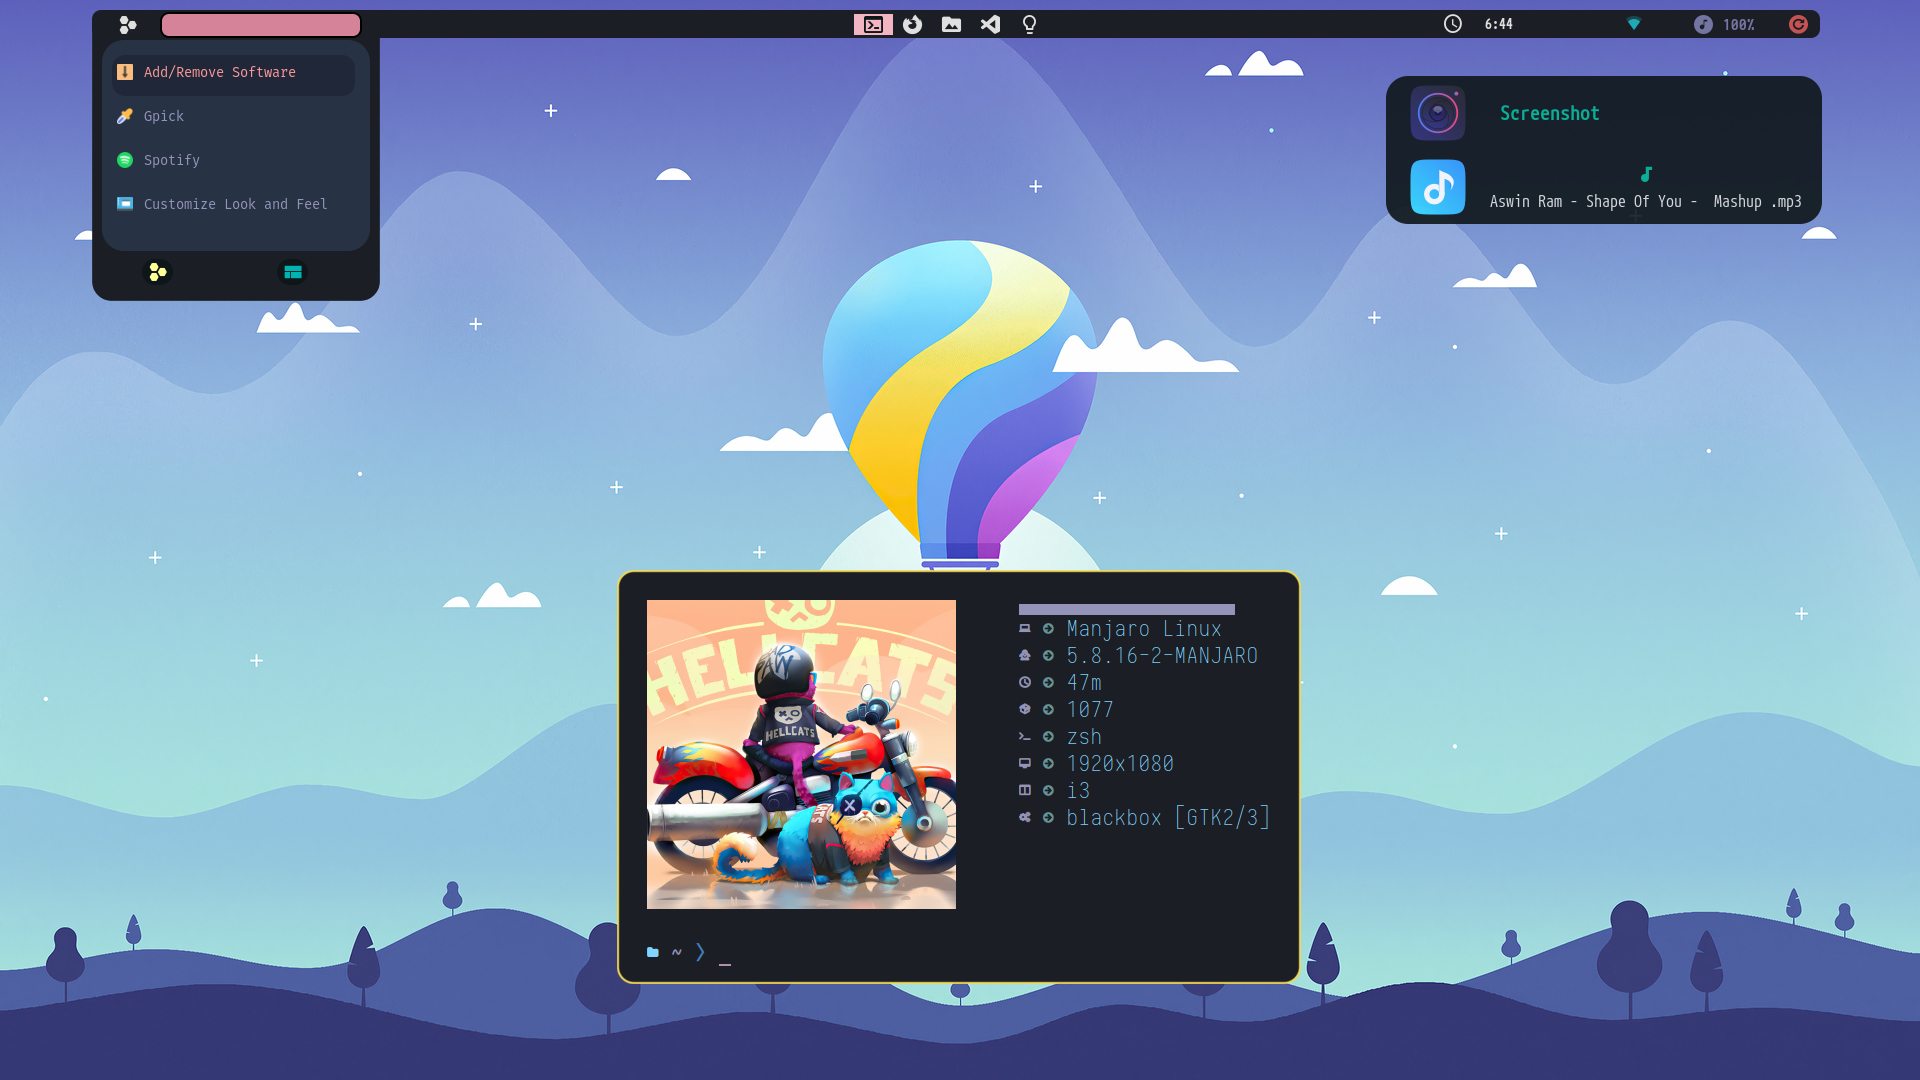 6:44
100%
Add/Remove Software
Gpick
Spotify
Customize Look and Feel
Screenshot
Aswin Ram - Shape Of You -  Mashup .mp3
HELLCATS
HELLCATS
Manjaro Linux
5.8.16-2-MANJARO
47m
1077
zsh
1920x1080
i3
blackbox [GTK2/3]
~ 〉_